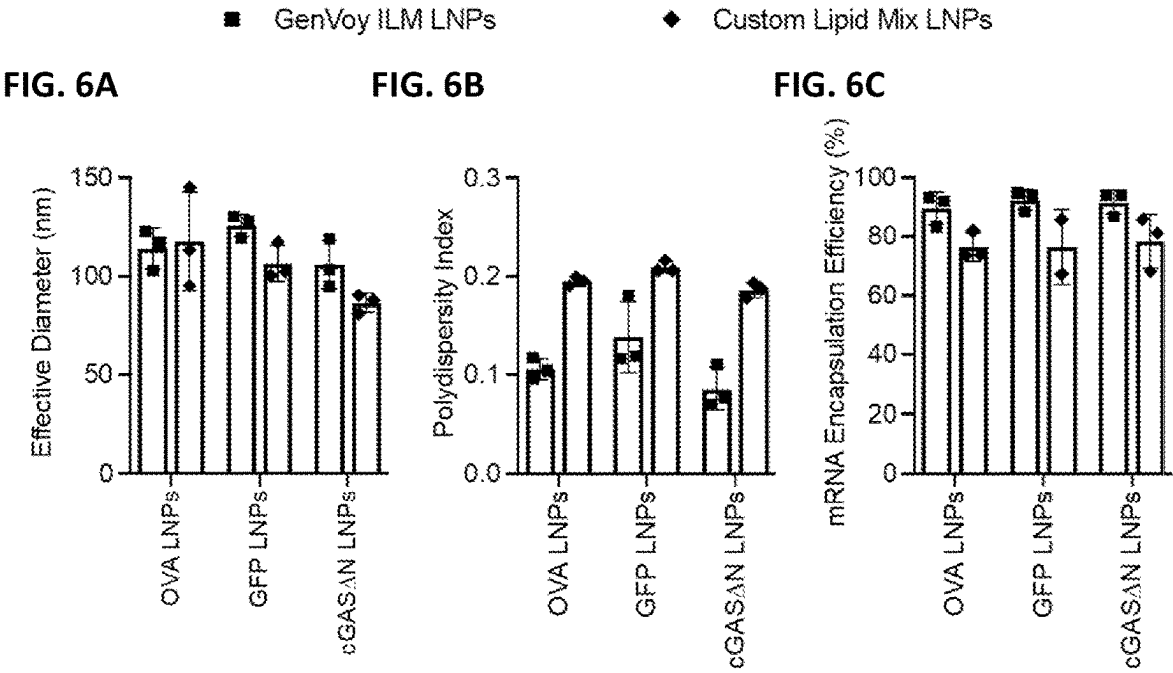 GenVoy ILM LNPs
Custom Lipid Mix LNPs
FIG. 6A
FIG. 6B
FIG. 6C
Effective Diameter (nm)
150
100
50
0
OVA LNPs
GFP LNPs
cGASΔN LNPs
Polydispersity Index
0.3
0.2
0.1
0.0
OVA LNPs
GFP LNPs
cGASΔN LNPs
mRNA Encapsulation Efficiency (%)
100
80
60
40
20
0
OVA LNPs
GFP LNPs
cGASΔN LNPs